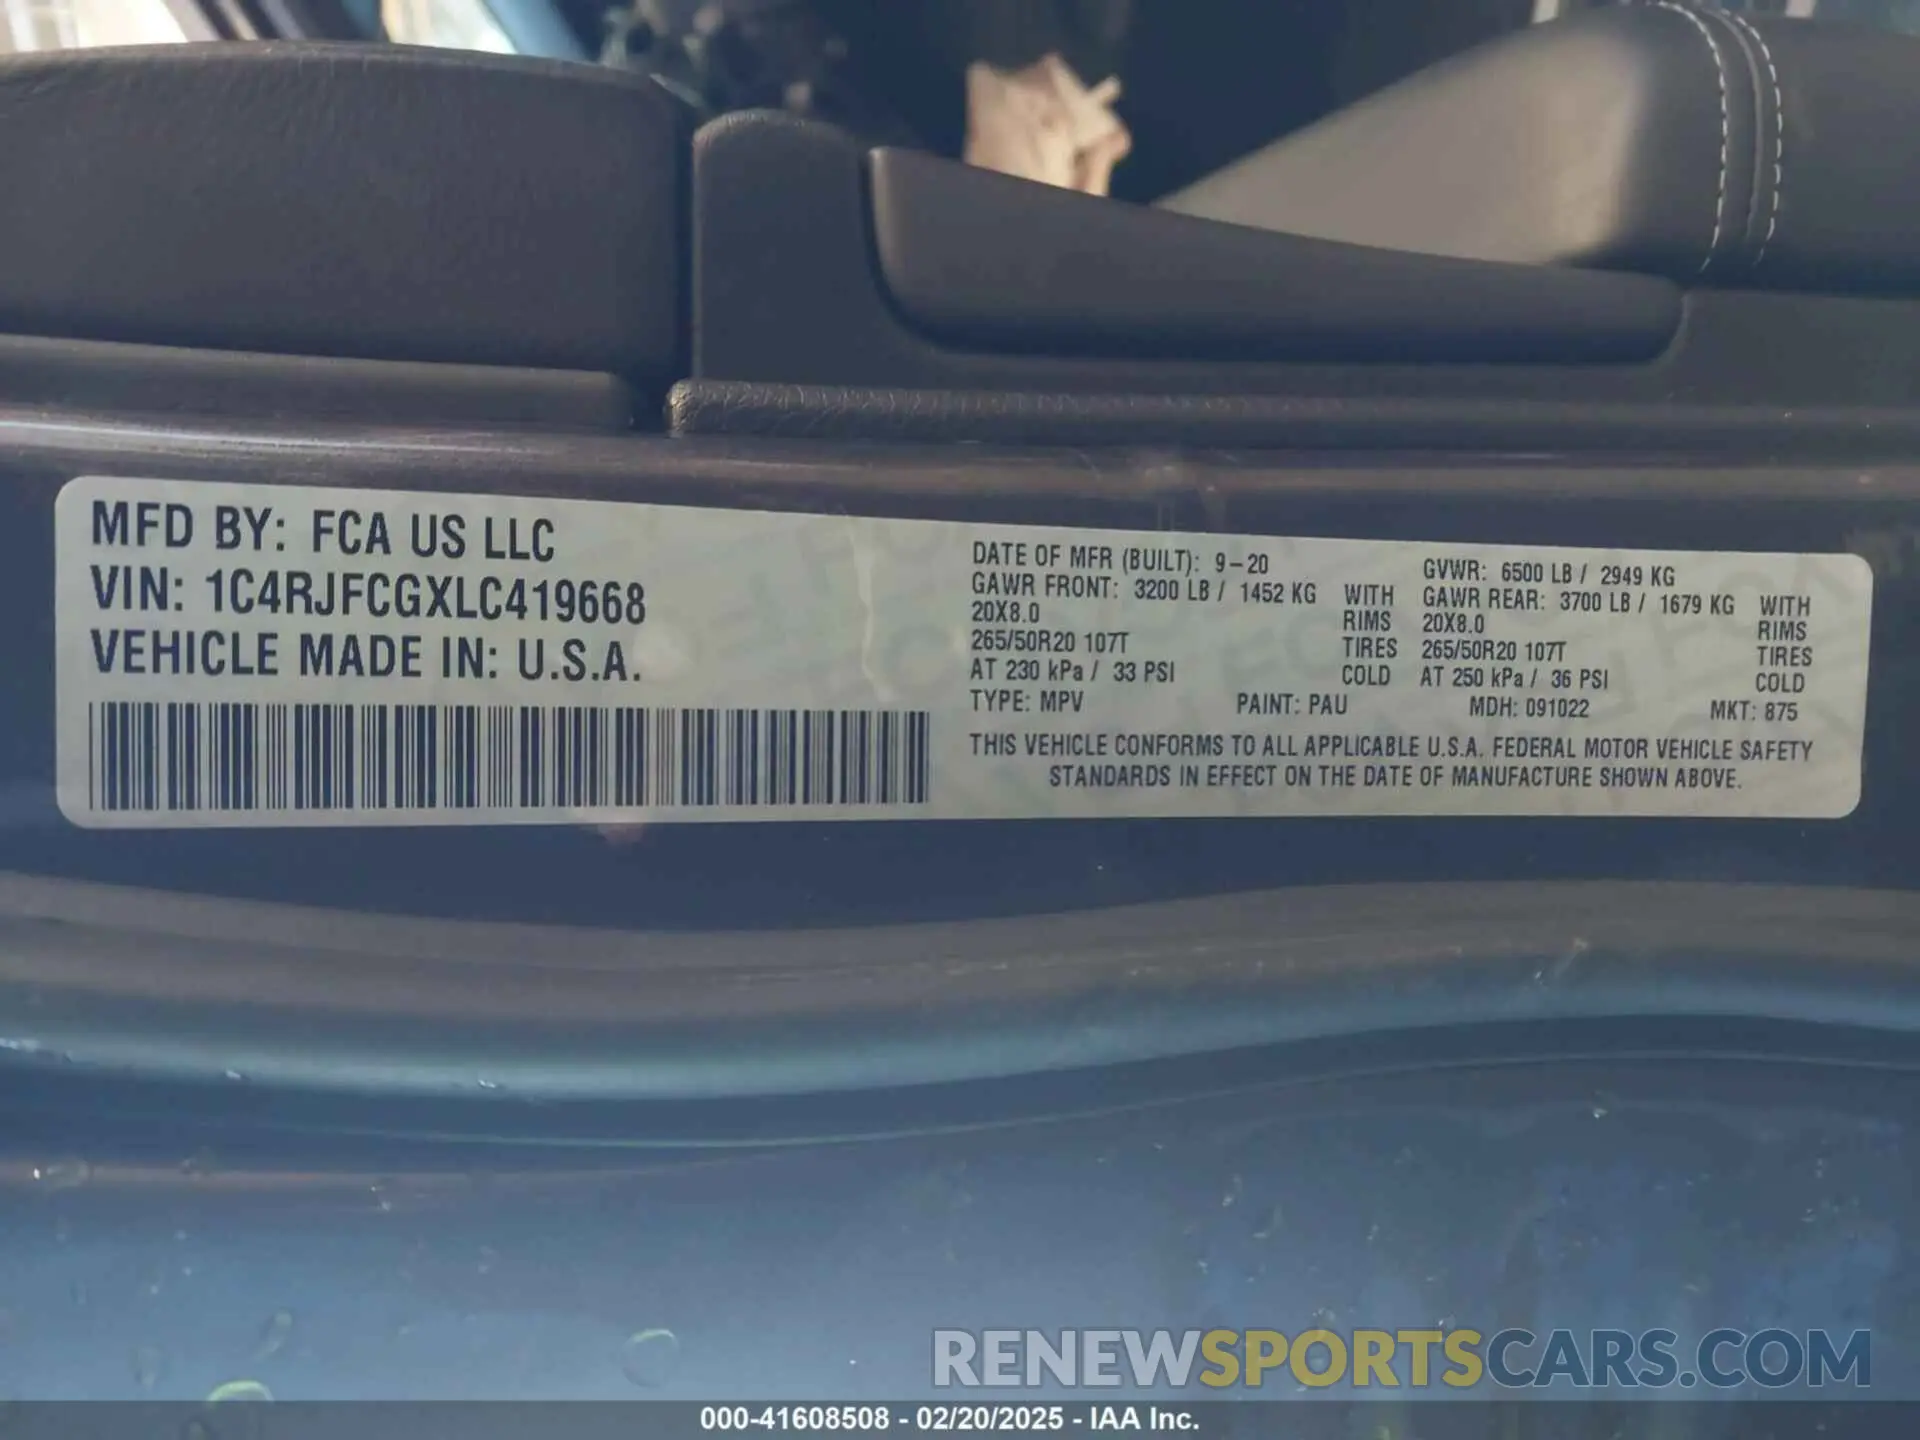 MFD BY: FCA US LLC
VIN: 1C4RJFCGXLC419668
VEHICLE MADE IN: U.S.A.
DATE OF MFR (BUILT): 9-20
GVWR: 6500 LB / 2949 KG
GAWR FRONT: 3200 LB / 1452 KG WITH
20X8.0 RIMS
265/50R20 107T TIRES
AT 230 kPa / 33 PSI COLD
GAWR REAR: 3700 LB / 1679 KG WITH
20X8.0 RIMS
265/50R20 107T TIRES
AT 250 kPa / 36 PSI COLD
TYPE: MPV PAINT: PAU MDH: 091022 MKT: 875
THIS VEHICLE CONFORMS TO ALL APPLICABLE U.S.A. FEDERAL MOTOR VEHICLE SAFETY
STANDARDS IN EFFECT ON THE DATE OF MANUFACTURE SHOWN ABOVE.
RENEWSPORTSCARS.COM
000-41608508 - 02/20/2025 - IAA Inc.